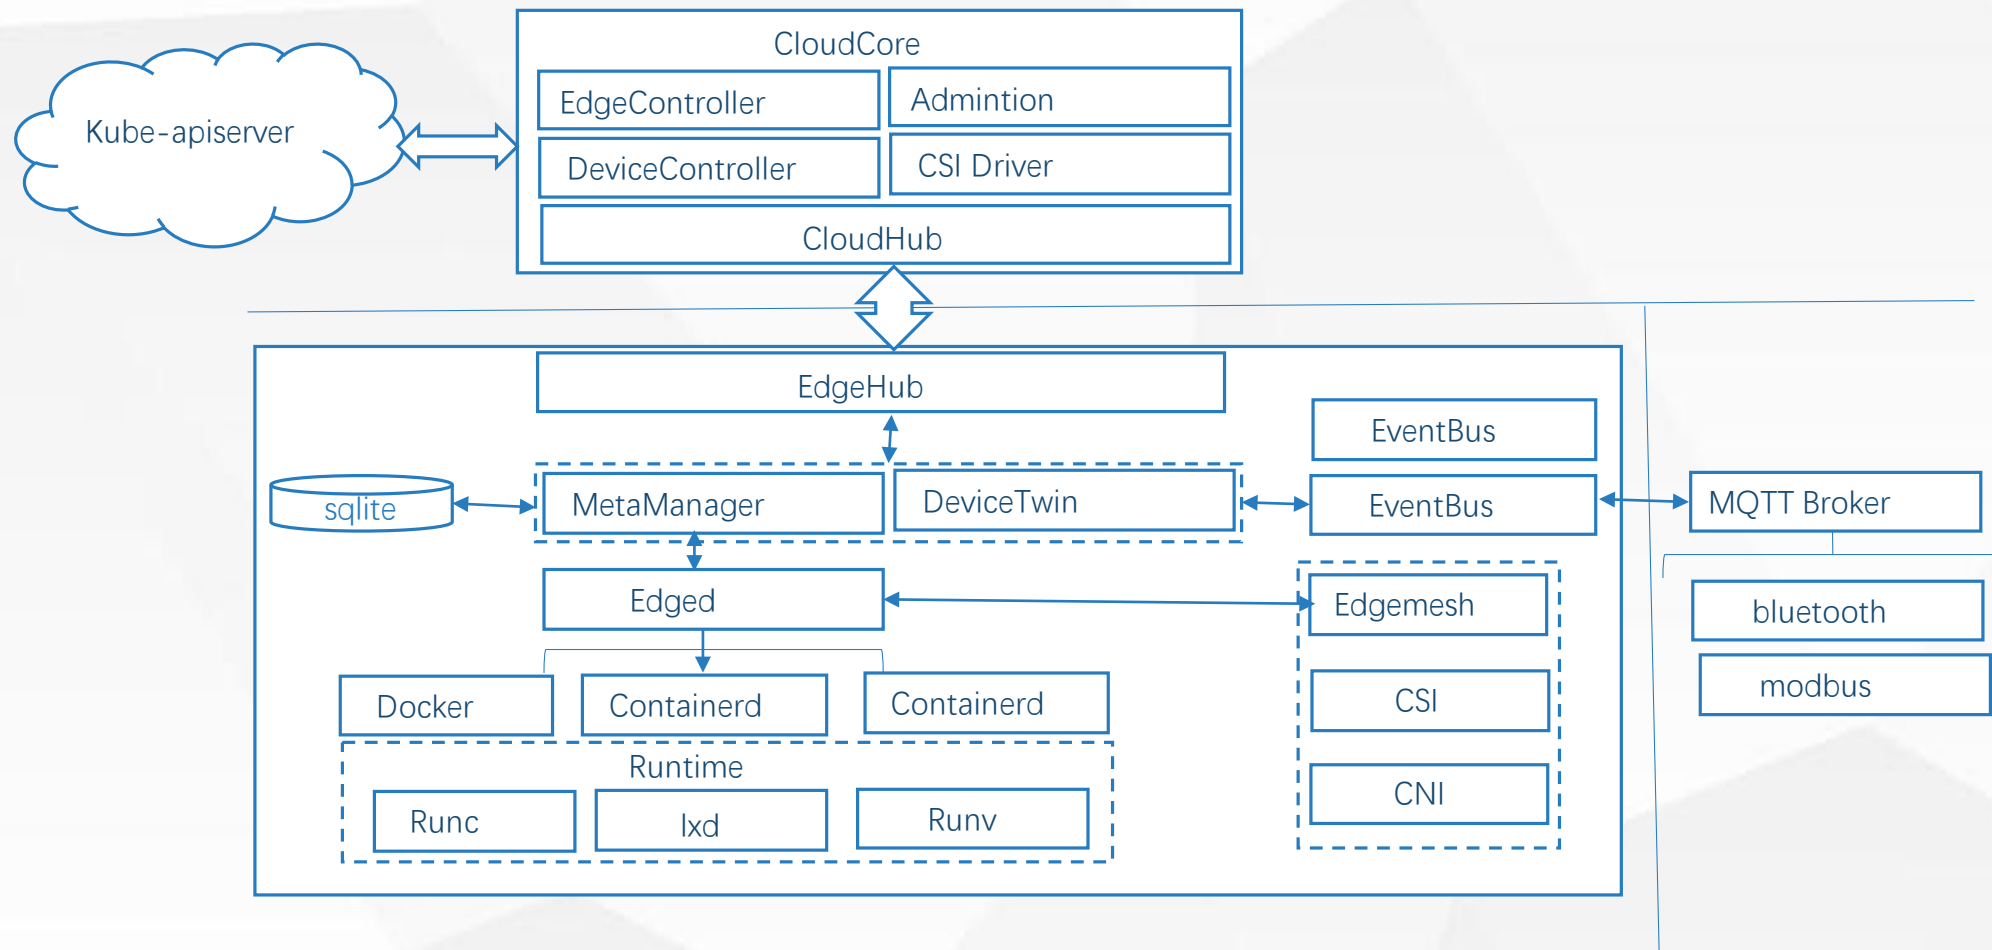 CloudCore
Kube-apiserver
EdgeController
Admintion
DeviceController
CSI Driver
CloudHub
EdgeHub
EventBus
sqlite
MetaManager
DeviceTwin
EventBus
MQTT Broker
Edged
Edgemesh
bluetooth
Docker
Containerd
Containerd
CSI
modbus
Runtime
Runc
lxd
Runv
CNI